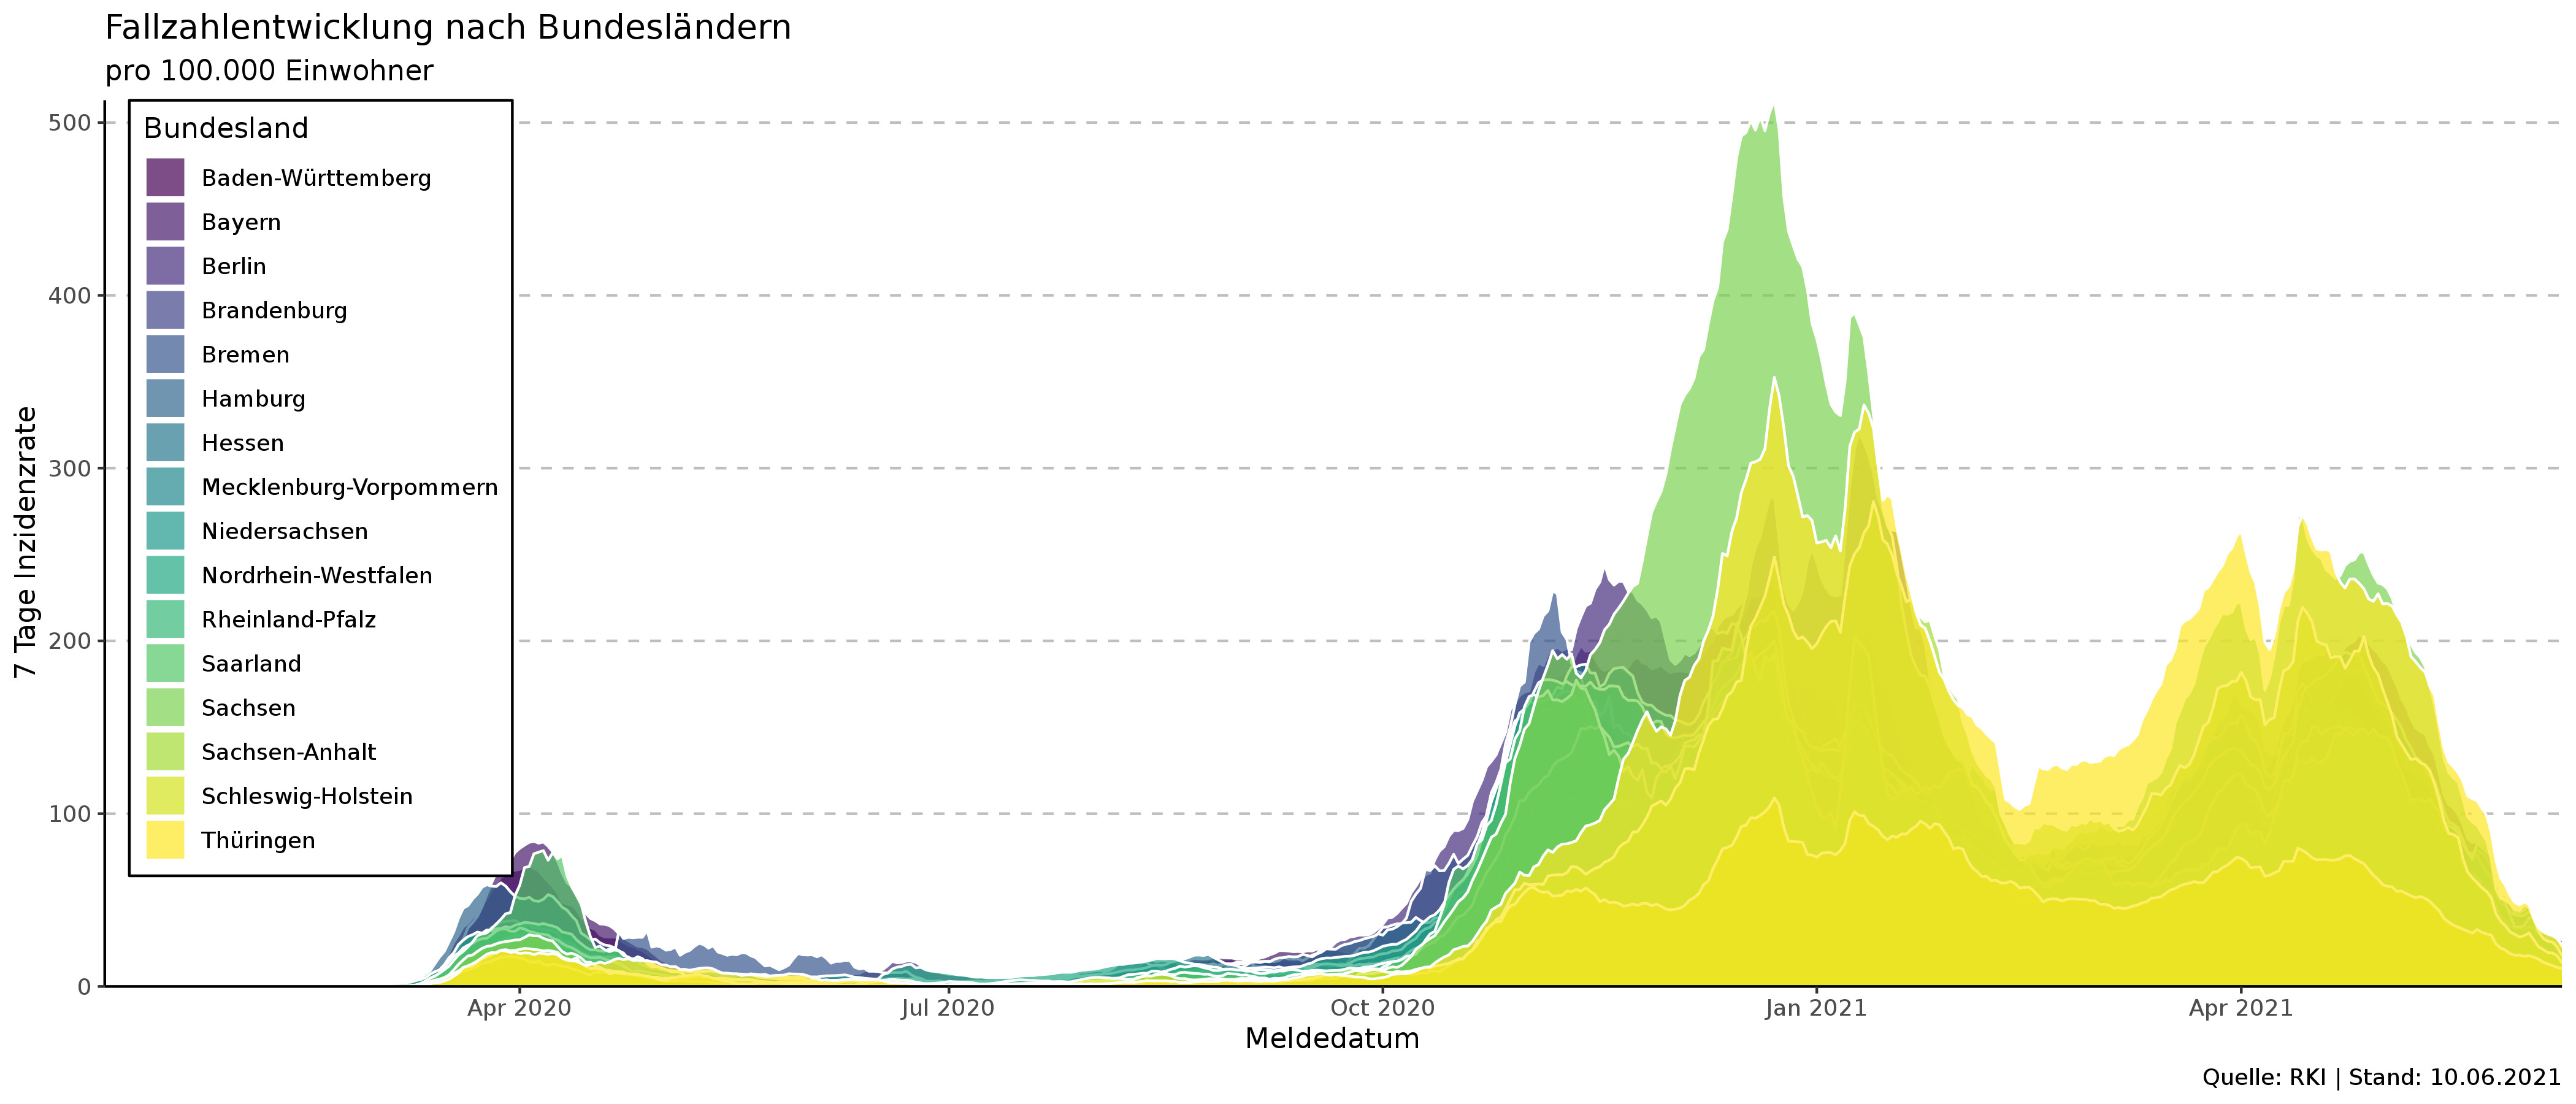 Fallzahlentwicklung nach Bundesländern
pro 100.000 Einwohner
7 Tage Inzidenzrate
500
400
300
200
100
0
Bundesland
Baden-Württemberg
Bayern
Berlin
Brandenburg
Bremen
Hamburg
Hessen
Mecklenburg-Vorpommern
Niedersachsen
Nordrhein-Westfalen
Rheinland-Pfalz
Saarland
Sachsen
Sachsen-Anhalt
Schleswig-Holstein
Thüringen
Apr 2020 Jul 2020 Oct 2020 Jan 2021 Apr 2021
Meldedatum
Quelle: RKI | Stand: 10.06.2021